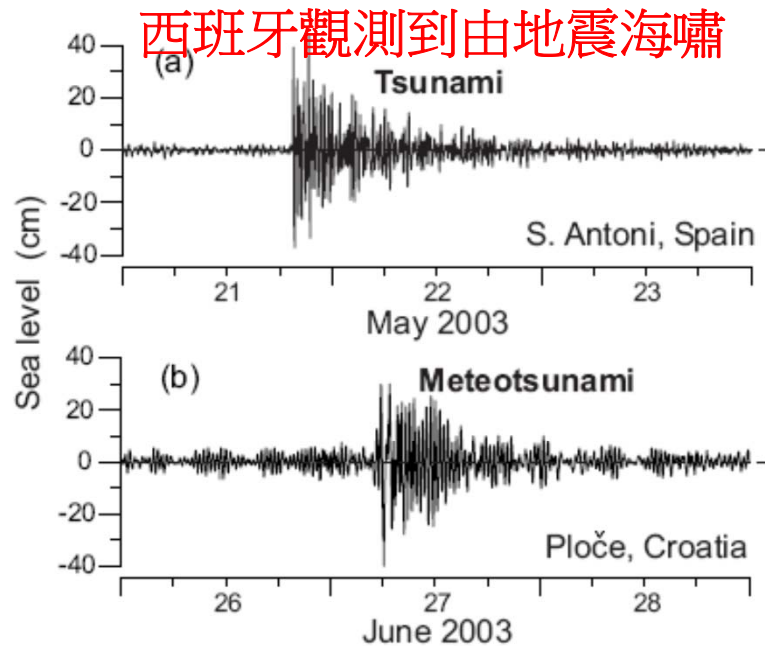 西班牙觀測到由地震海嘯
(a)
Tsunami
40
20
0
-20
-40
S. Antoni, Spain
21 22 23
May 2003
Sea level (cm)
(b)
Meteotsunami
40
20
0
-20
-40
Ploče, Croatia
26 27 28
June 2003